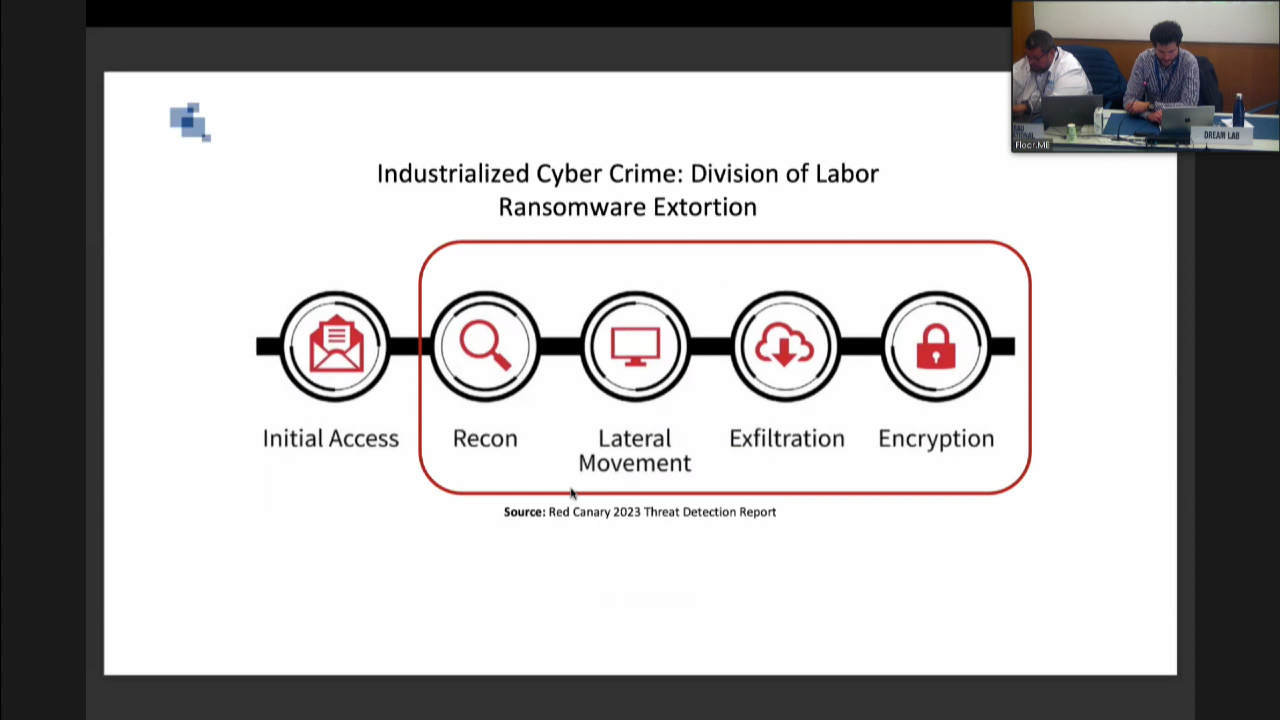 Industrialized Cyber Crime: Division of Labor
Ransomware Extortion
Initial Access
Recon
Lateral
Movement
Exfiltration
Encryption
Source: Red Canary 2023 Threat Detection Report
DREAM LAB
Floor.ME